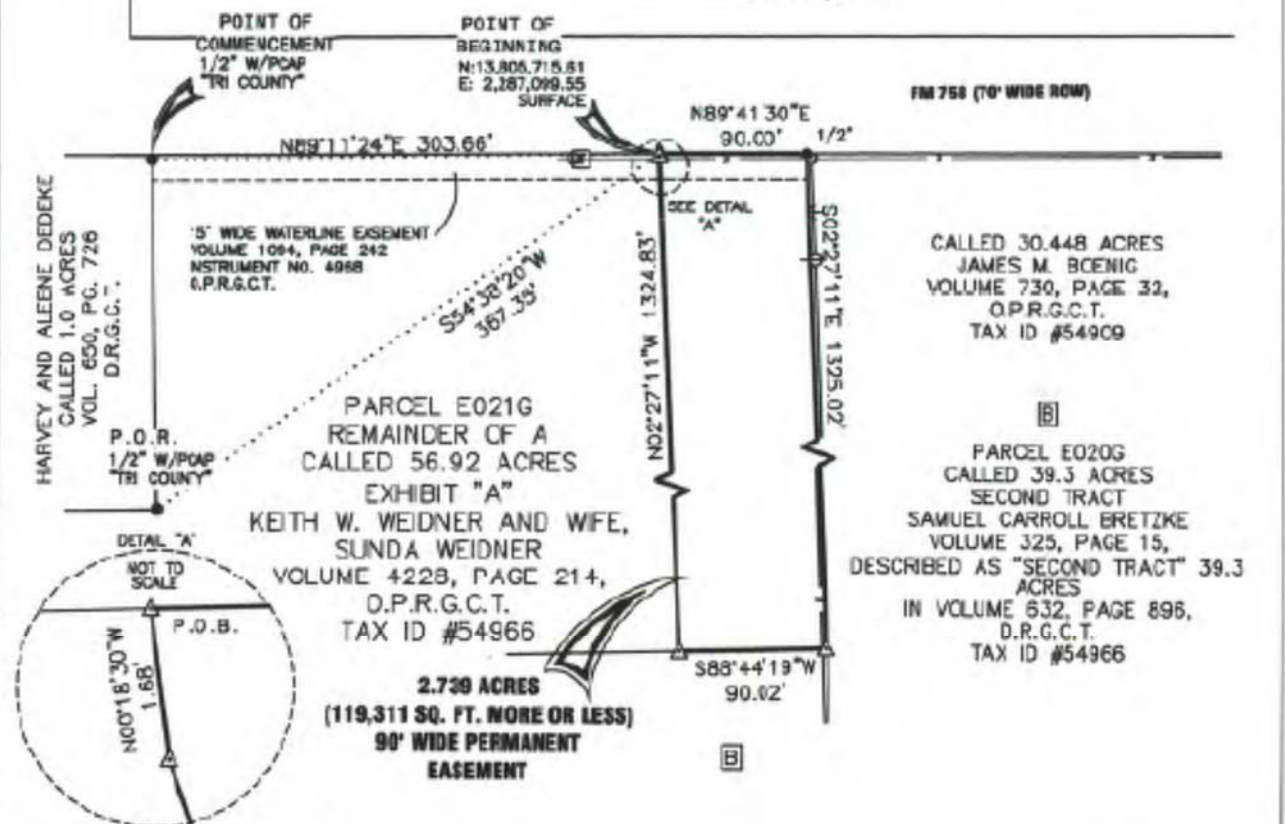 POINT OF
COMMENCEMENT
1/2" W/PCAP
"TRI COUNTY"
POINT OF
BEGINNING
N:13,805,715.61
E: 2,287,099.55
SURFACE
FM 758 (70' WIDE ROW)
N89°41'30"E
90.00'
1/2"
N89°11'24"E 303.66'
SEE DETAIL
"A"
HARVEY AND ALEENE DEDEKE
CALLED 1.0 ACRES
VOL. 650, PG. 726
D.R.G.C.T.
'5' WIDE WATERLINE EASEMENT
VOLUME 1094, PAGE 242
NSTRUMENT NO. 4968
O.P.R.G.C.T.
S54°38'20"W
367.35'
N02°27'11"W 1324.83'
S02°27'11"E 1325.02'
CALLED 30.448 ACRES
JAMES M. BOENIG
VOLUME 730, PAGE 32,
O.P.R.G.C.T.
TAX ID #54909
B
PARCEL E020G
CALLED 39.3 ACRES
SECOND TRACT
SAMUEL CARROLL BRETZKE
VOLUME 325, PAGE 15,
DESCRIBED AS "SECOND TRACT" 39.3
ACRES
IN VOLUME 632, PAGE 896,
D.R.G.C.T.
TAX ID #54966
P.O.R.
1/2" W/PCAP
"TRI COUNTY"
PARCEL E021G
REMAINDER OF A
CALLED 56.92 ACRES
EXHIBIT "A"
KEITH W. WEIDNER AND WIFE,
SUNDA WEIDNER
VOLUME 4228, PAGE 214,
O.P.R.G.C.T.
TAX ID #54966
DETAIL "A"
NOT TO
SCALE
P.O.B.
N00°18'30"W
1.68'
S88°44'19"W
90.02'
2.739 ACRES
(119,311 SQ. FT. MORE OR LESS)
90' WIDE PERMANENT
EASEMENT
B